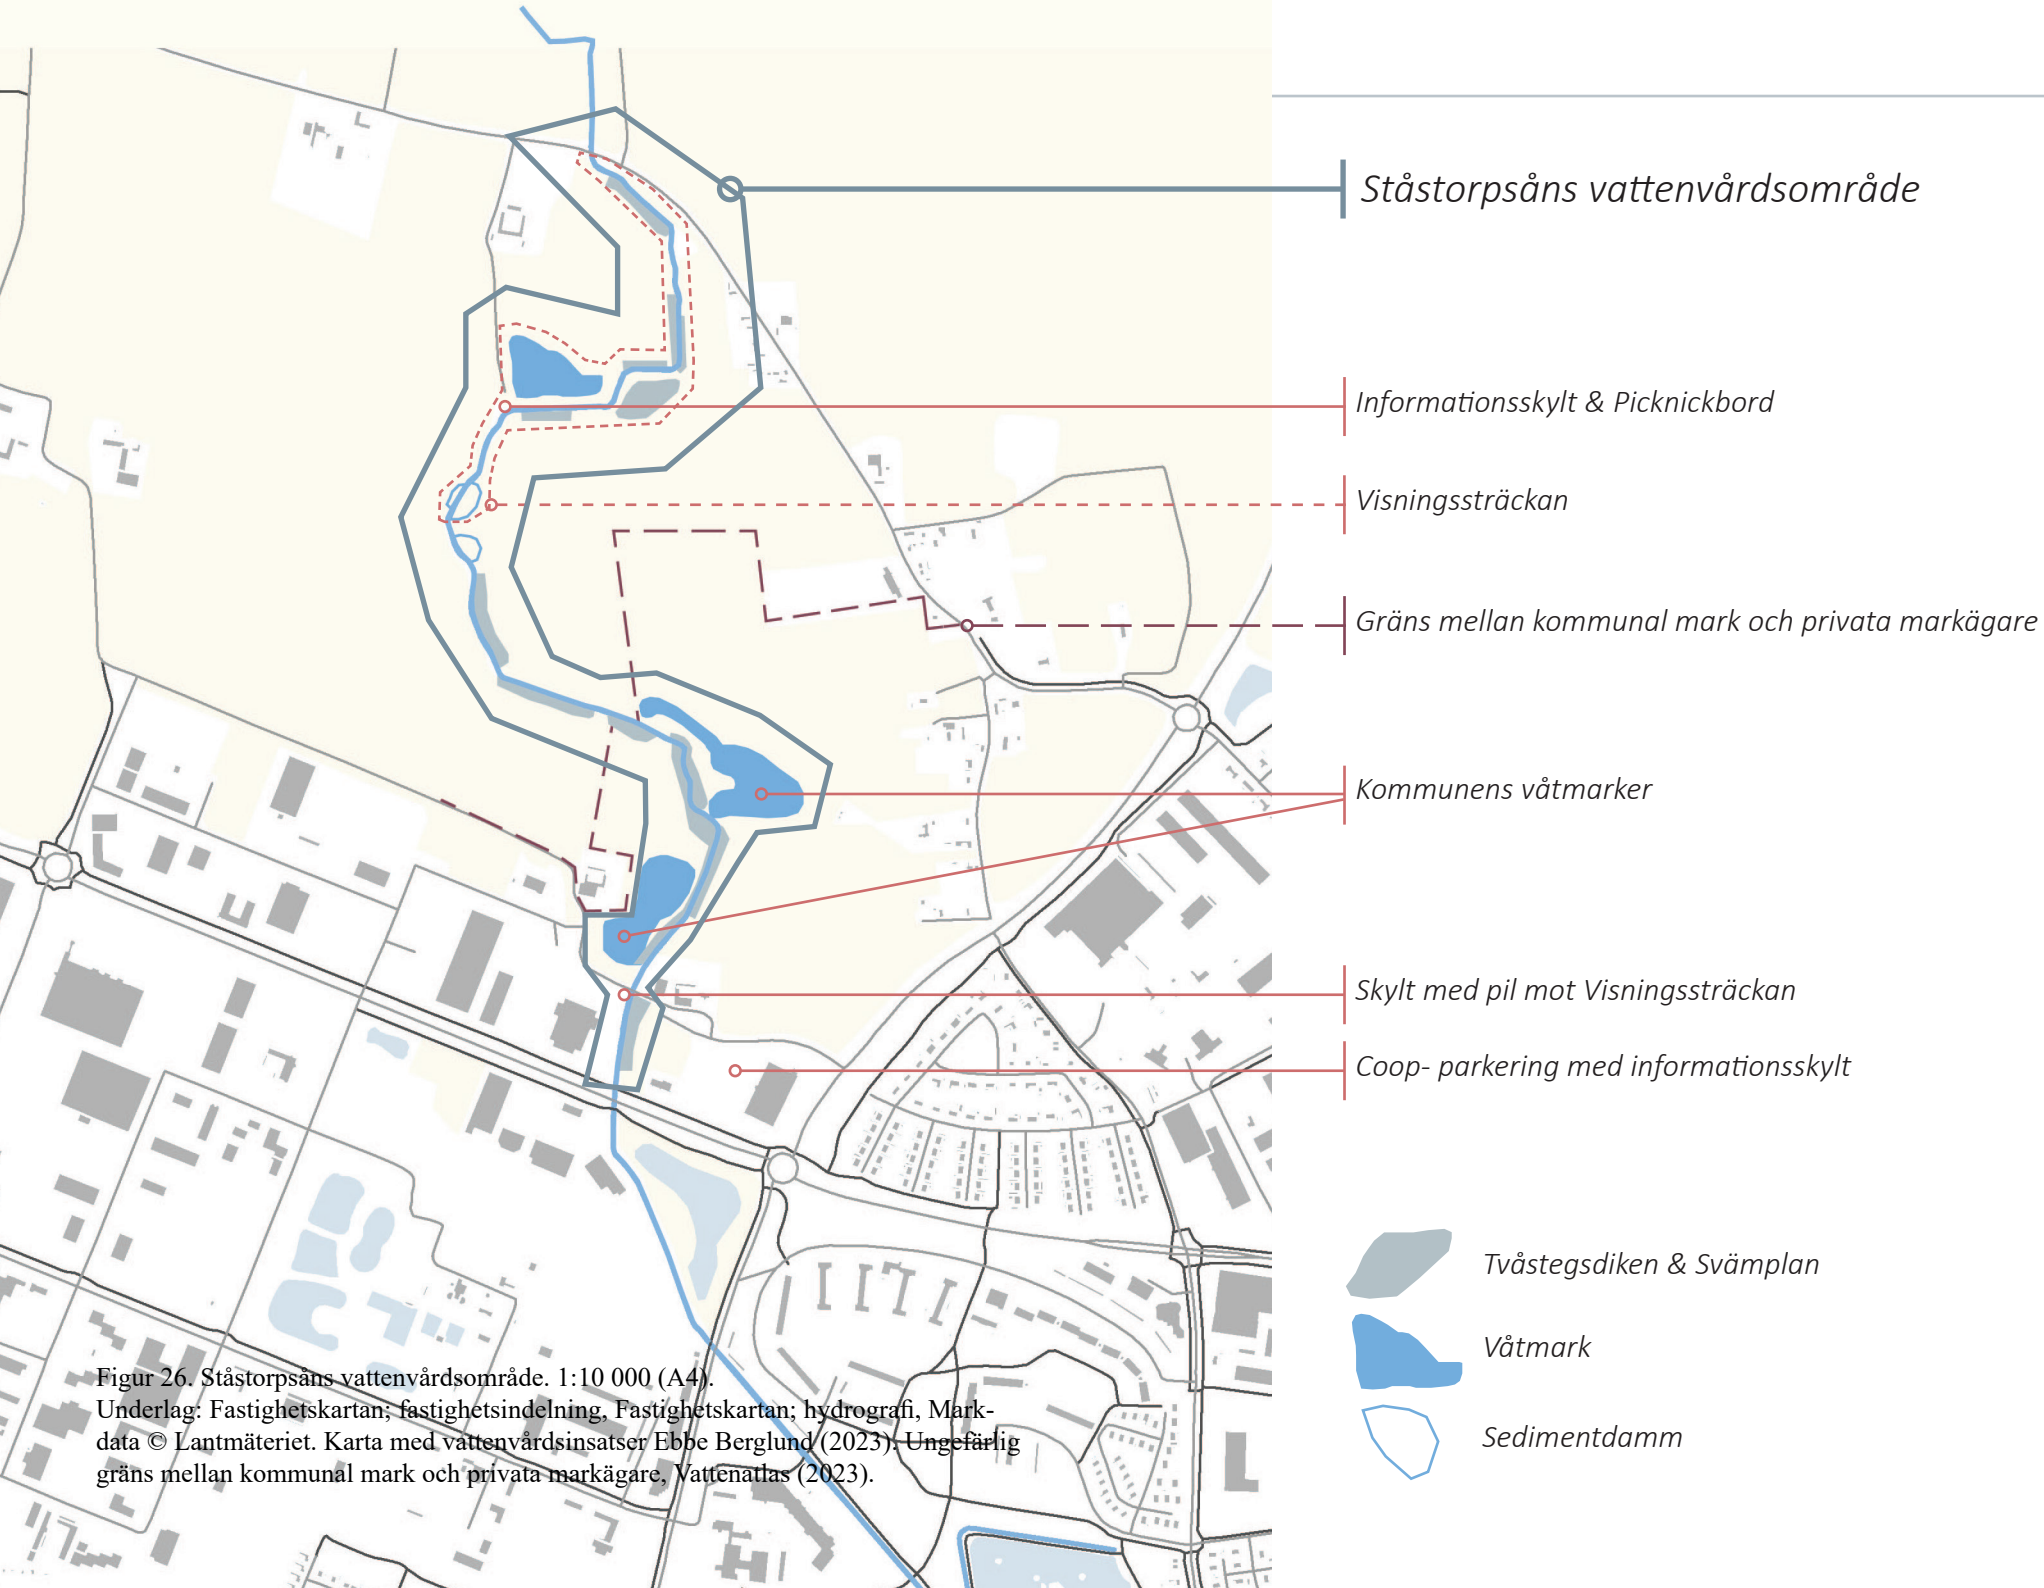 Ståstorpsåns vattenvårdsområde
Informationsskylt & Picknickbord
Visningssträckan
Gräns mellan kommunal mark och privata markägare
Kommunens våtmarker
Skylt med pil mot Visningssträckan
Coop- parkering med informationsskylt
Tvåstegsdiken & Svämplan
Våtmark
Sedimentdamm
Figur 26. Ståstorpsåns vattenvårdsområde. 1:10 000 (A4).
Underlag: Fastighetskartan; fastighetsindelning, Fastighetskartan; hydrografi, Mark-
data © Lantmäteriet. Karta med vattenvårdsinsatser Ebbe Berglund (2023). Ungefärlig
gräns mellan kommunal mark och privata markägare, Vattenatlas (2023).